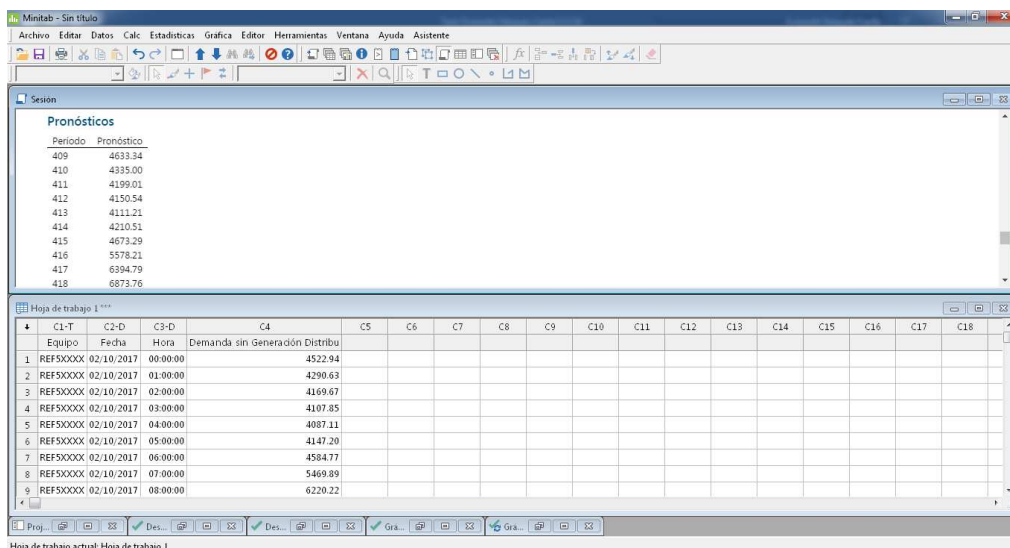 Minitab - Sin título
Archivo Editar Datos Calc Estadísticas Gráfica Editor Herramientas Ventana Ayuda Asistente
Sesión
Pronósticos
Período Pronóstico
409 4633.34
410 4335.00
411 4199.01
412 4150.54
413 4111.21
414 4210.51
415 4673.29
416 5578.21
417 6394.79
418 6873.76
Hoja de trabajo 1 ***
C1-T C2-D C3-D C4 C5 C6 C7 C8 C9 C10 C11 C12 C13 C14 C15 C16 C17 C18
Equipo Fecha Hora Demanda sin Generación Distribu
1 REF5XXXX 02/10/2017 00:00:00 4522.94
2 REF5XXXX 02/10/2017 01:00:00 4290.63
3 REF5XXXX 02/10/2017 02:00:00 4169.67
4 REF5XXXX 02/10/2017 03:00:00 4107.85
5 REF5XXXX 02/10/2017 04:00:00 4087.11
6 REF5XXXX 02/10/2017 05:00:00 4147.20
7 REF5XXXX 02/10/2017 06:00:00 4584.77
8 REF5XXXX 02/10/2017 07:00:00 5469.89
9 REF5XXXX 02/10/2017 08:00:00 6220.22
Proj... Des... Des... Gra... Gra...
Hoja de trabajo actual: Hoja de trabajo 1